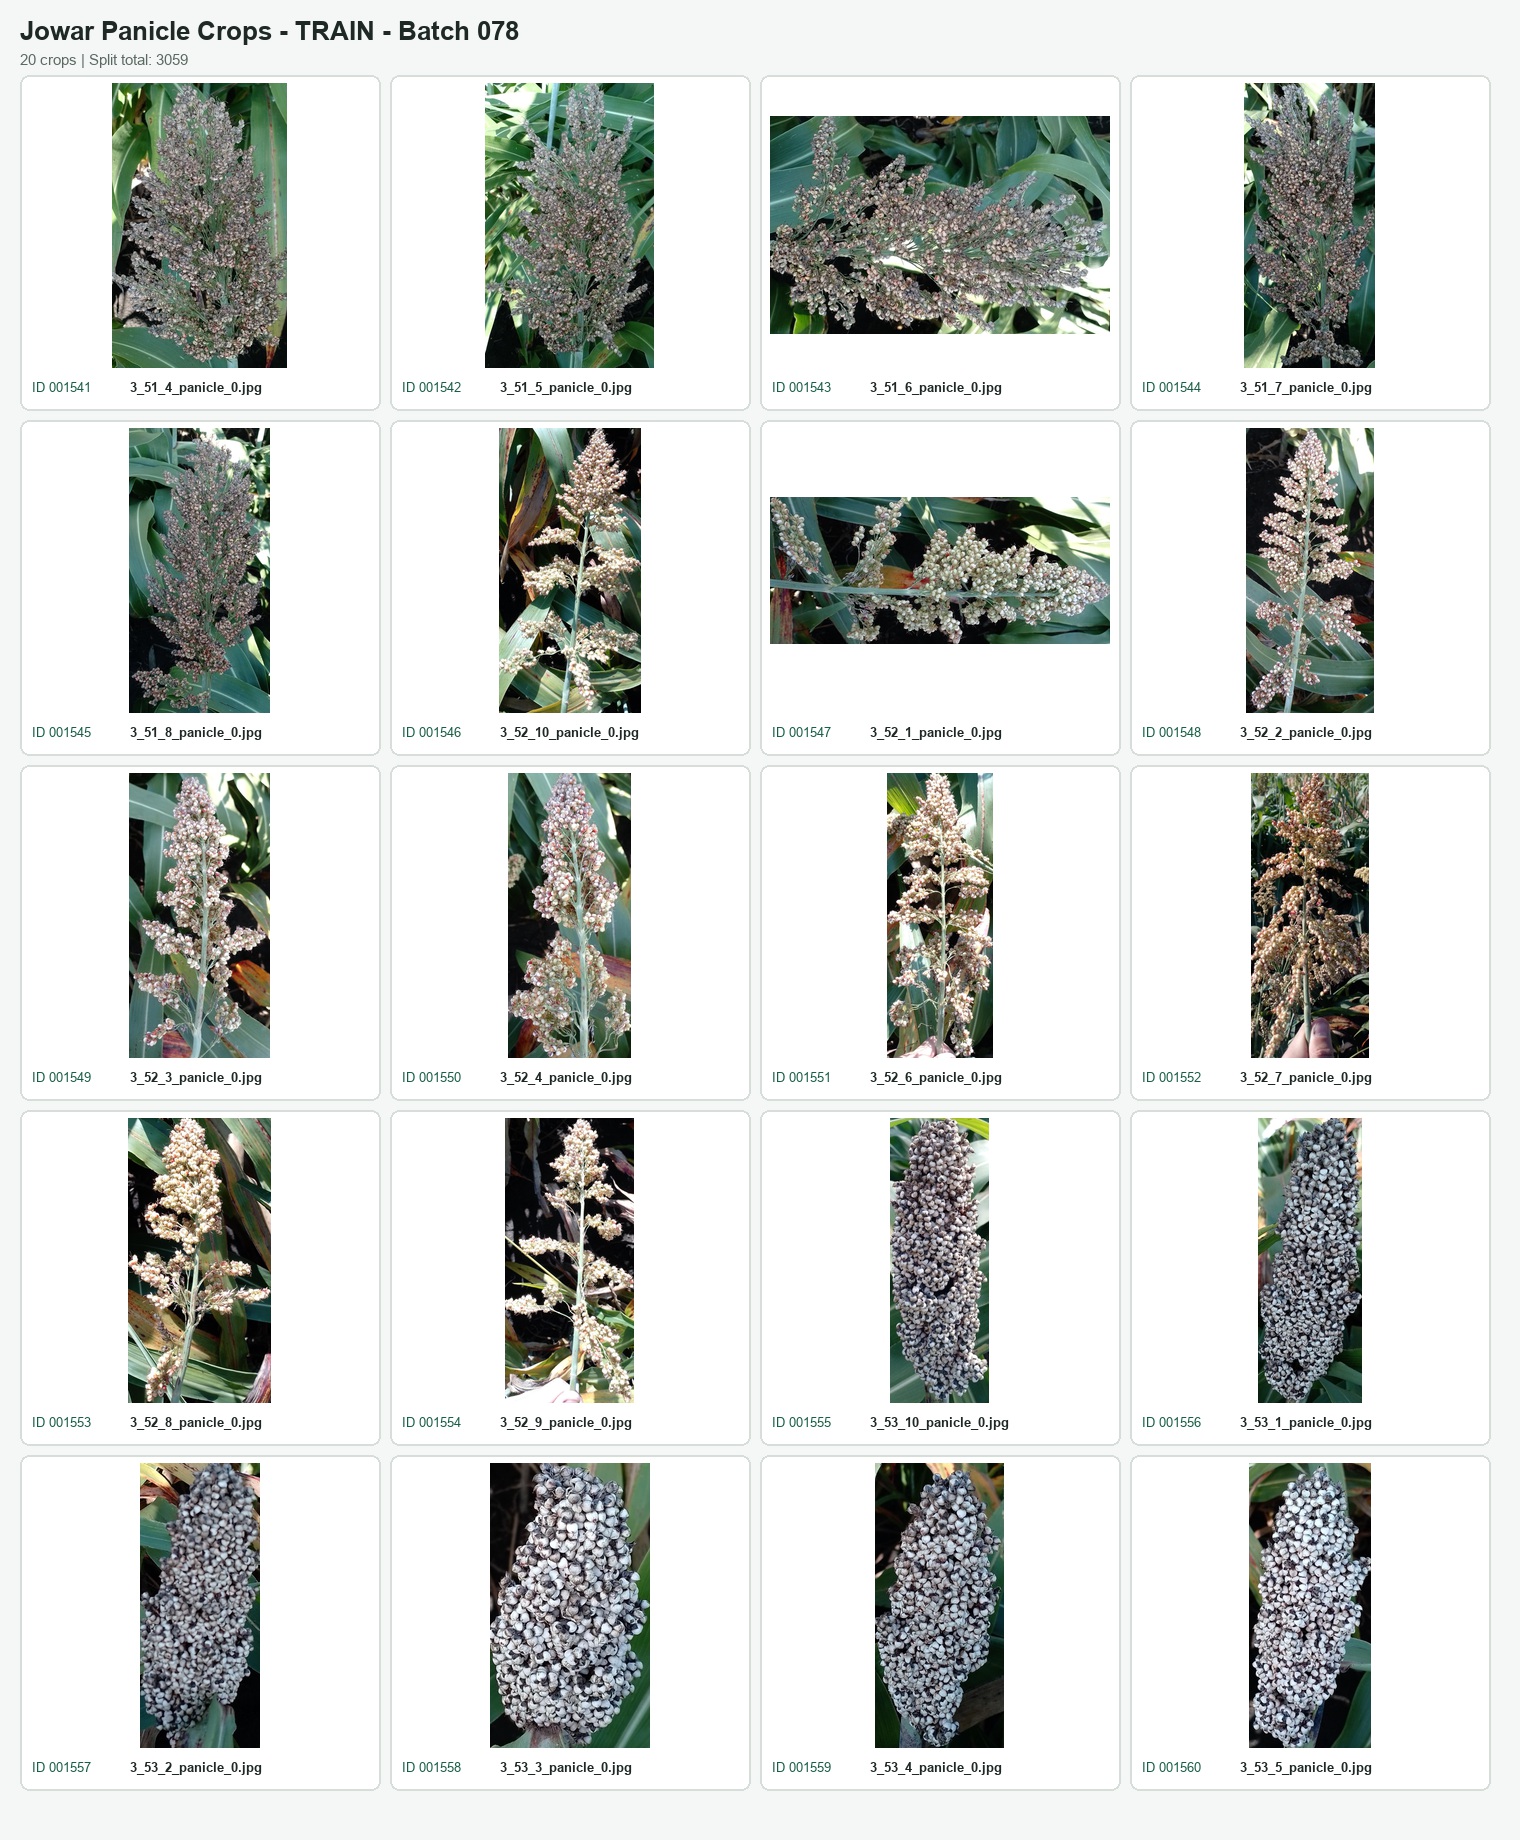 Jowar Panicle Crops - TRAIN - Batch 078
20 crops | Split total: 3059
ID 001541 3_51_4_panicle_0.jpg
ID 001542 3_51_5_panicle_0.jpg
ID 001543 3_51_6_panicle_0.jpg
ID 001544 3_51_7_panicle_0.jpg
ID 001545 3_51_8_panicle_0.jpg
ID 001546 3_52_10_panicle_0.jpg
ID 001547 3_52_1_panicle_0.jpg
ID 001548 3_52_2_panicle_0.jpg
ID 001549 3_52_3_panicle_0.jpg
ID 001550 3_52_4_panicle_0.jpg
ID 001551 3_52_6_panicle_0.jpg
ID 001552 3_52_7_panicle_0.jpg
ID 001553 3_52_8_panicle_0.jpg
ID 001554 3_52_9_panicle_0.jpg
ID 001555 3_53_10_panicle_0.jpg
ID 001556 3_53_1_panicle_0.jpg
ID 001557 3_53_2_panicle_0.jpg
ID 001558 3_53_3_panicle_0.jpg
ID 001559 3_53_4_panicle_0.jpg
ID 001560 3_53_5_panicle_0.jpg